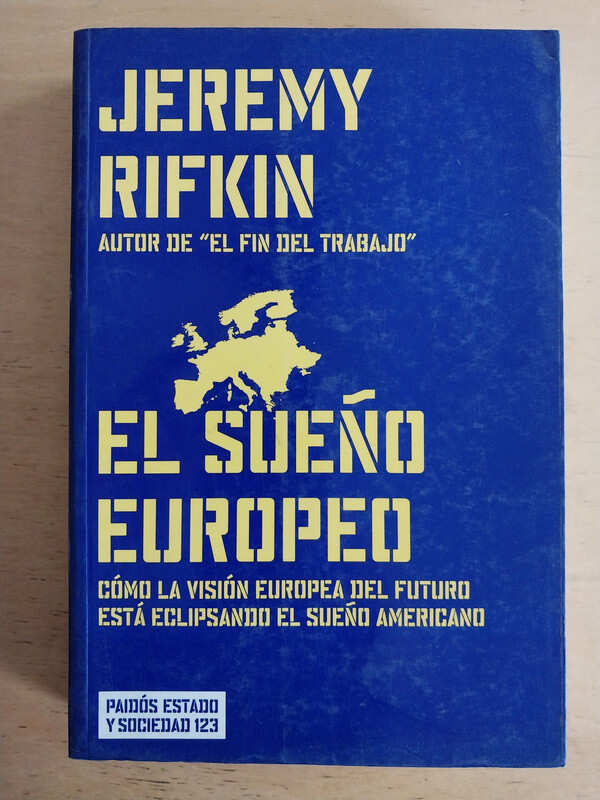 JEREMY
RIFKIN
AUTOR DE "EL FIN DEL TRABAJO"
EL SUEÑO
EUROPEO
CÓMO LA VISIÓN EUROPEA DEL FUTURO
ESTÁ ECLIPSANDO EL SUEÑO AMERICANO
PAIDÓS ESTADO
Y SOCIEDAD 123